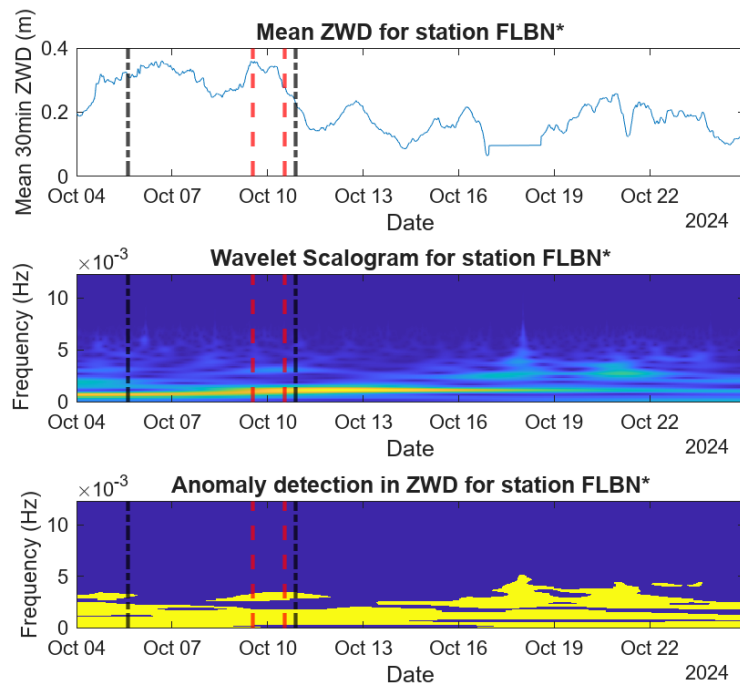 Mean ZWD for station FLBN*
Mean 30min ZWD (m)
0.4
0.2
0
Oct 04 Oct 07 Oct 10 Oct 13 Oct 16 Oct 19 Oct 22
Date
2024
Wavelet Scalogram for station FLBN*
×10-3
Frequency (Hz)
10
5
0
Oct 04 Oct 07 Oct 10 Oct 13 Oct 16 Oct 19 Oct 22
Date
2024
Anomaly detection in ZWD for station FLBN*
×10-3
Frequency (Hz)
10
5
0
Oct 04 Oct 07 Oct 10 Oct 13 Oct 16 Oct 19 Oct 22
Date
2024